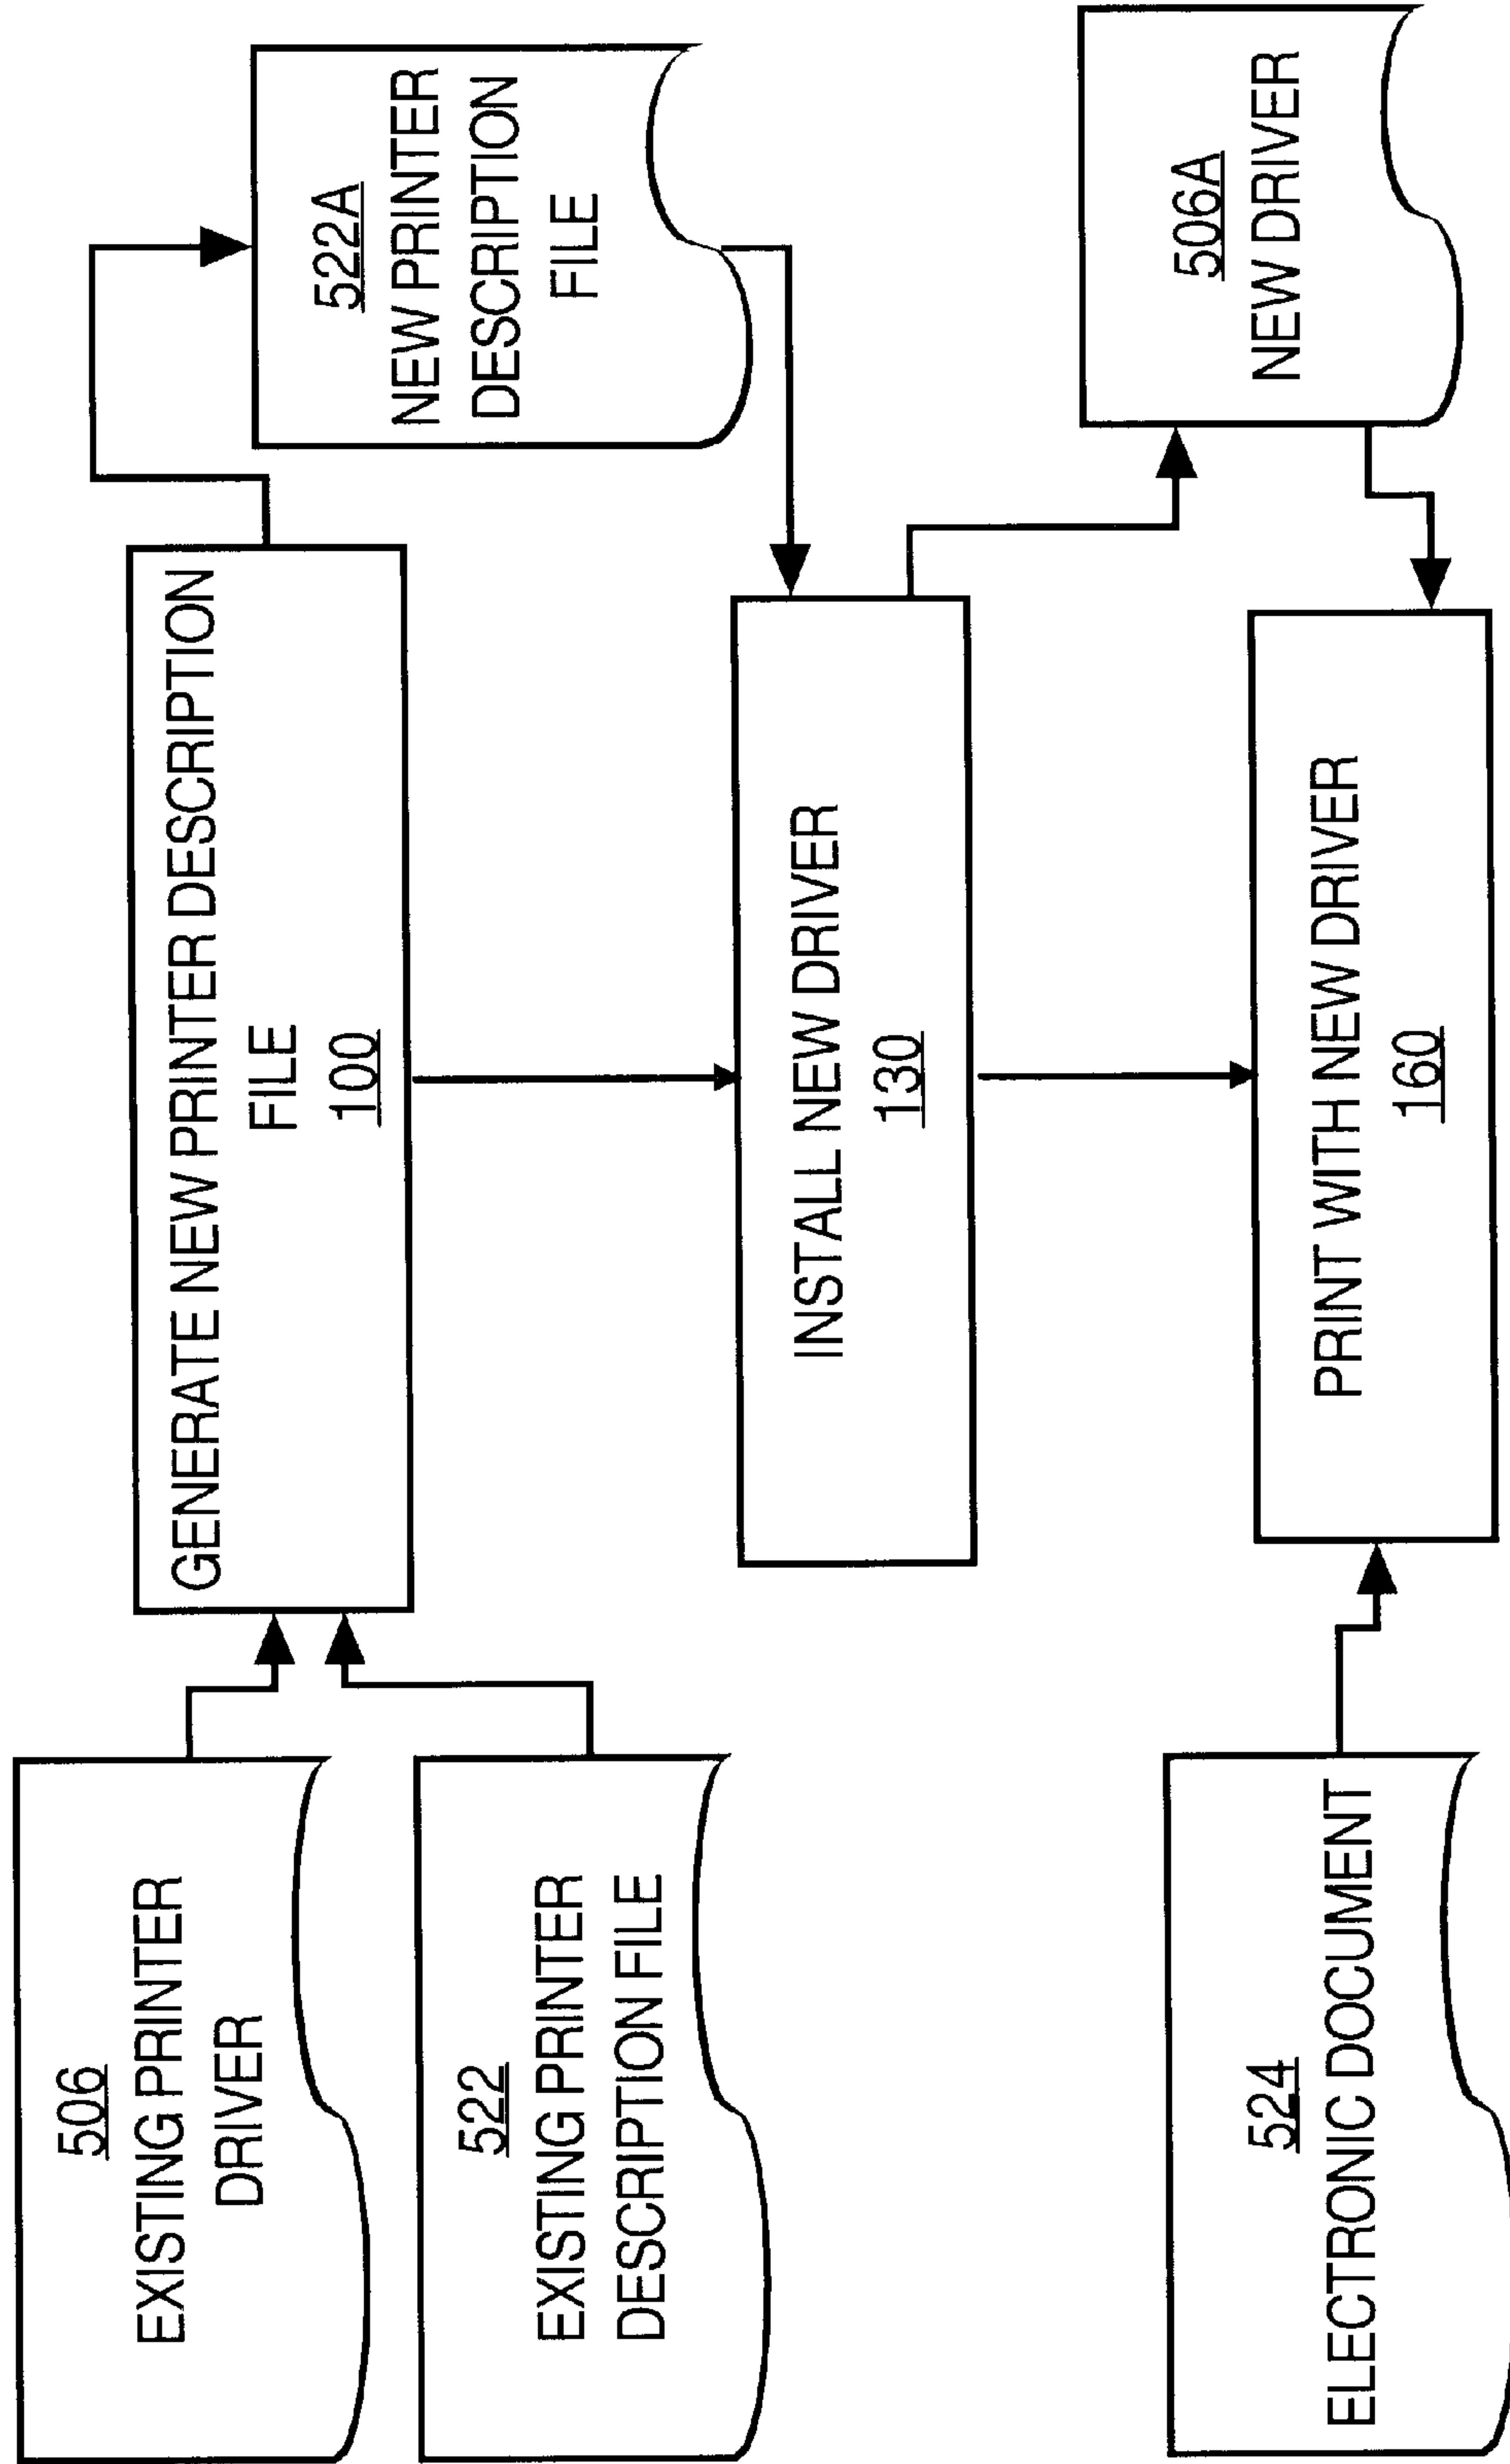 506
EXISTING PRINTER
DRIVER
522
EXISTING PRINTER
DESCRIPTION FILE
GENERATE NEW PRINTER DESCRIPTION
FILE
100
522A
NEW PRINTER
DESCRIPTION
FILE
INSTALL NEW DRIVER
130
506A
NEW DRIVER
524
ELECTRONIC DOCUMENT
PRINT WITH NEW DRIVER
160